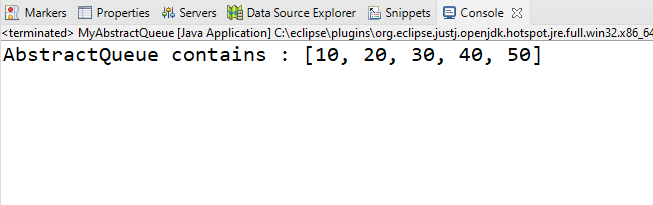 Markers Properties Servers Data Source Explorer Snippets Console
<terminated> MyAbstractQueue [Java Application] C:\eclipse\plugins\org.eclipse.justj.openjdk.hotspot.jre.full.win32.x86_64
AbstractQueue contains : [10, 20, 30, 40, 50]